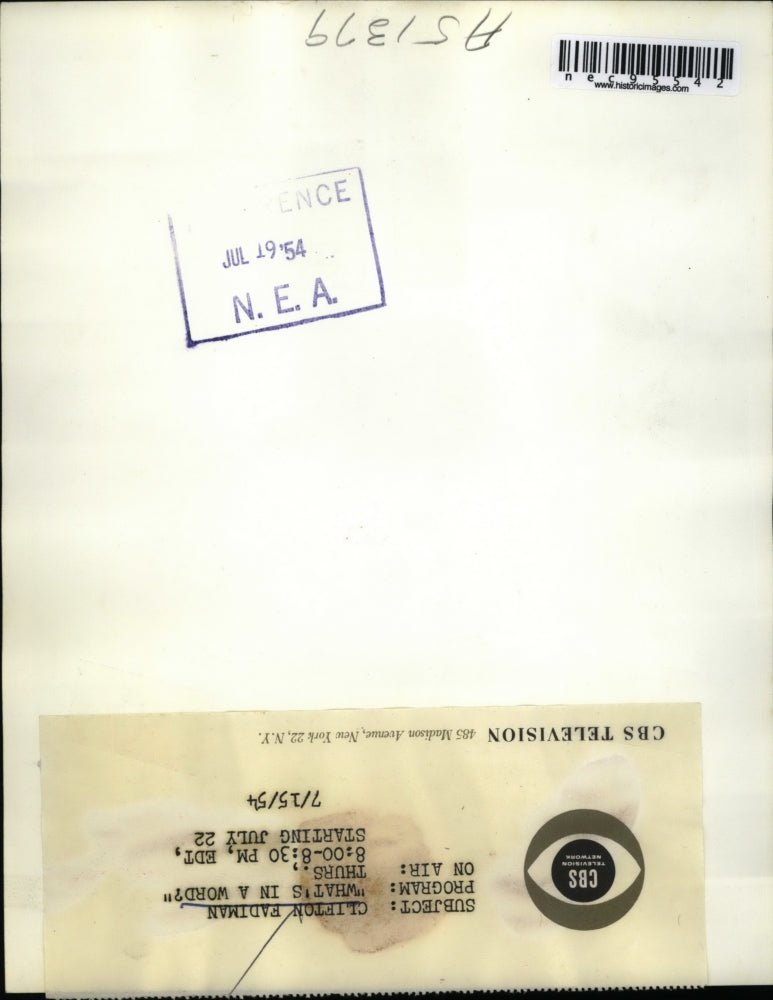 A51379
nec95542
www.historicimages.com
ENCE
JUL 19 '54
N. E. A.
CBS
TELEVISION
NETWORK
SUBJECT: CLIFTON FADIMAN
PROGRAM: "WHAT'S IN A WORD?"
ON AIR: THURS.,
8:00-8:30 PM, EDT,
STARTING JULY 22
7/15/54
CBS TELEVISION 485 Madison Avenue, New York 22, N.Y.